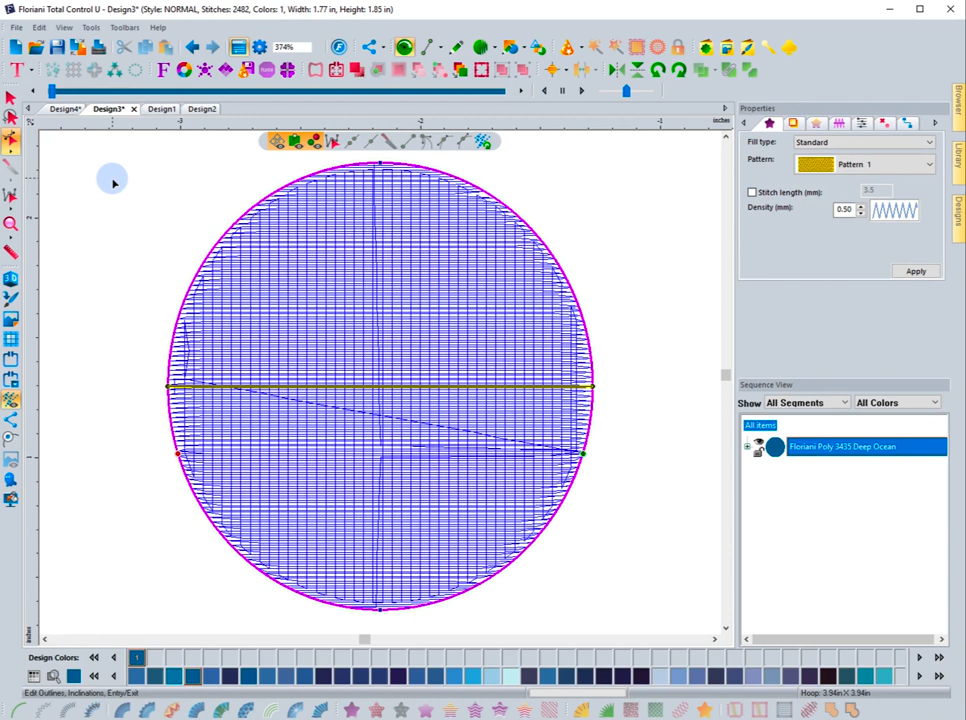 Floriani Total Control U - Design3* (Style: NORMAL, Stitches: 2482, Colors: 1, Width: 1.77 in, Height: 1.85 in)
File Edit View Tools Toolbars Help
374%
Design4* Design3* Design1 Design2
-3 -2 -1 inches
2
1
inches
Properties
Fill type: Standard
Pattern: Pattern 1
Stitch length (mm): 3.5
Density (mm): 0.50
Apply
Browser
Library
Designs
Sequence View
Show All Segments All Colors
All items
Floriani Poly 3435 Deep Ocean
Design Colors: 1
Edit Outlines, Inclinations, Entry/Exit
Hoop: 3.94in X 3.94in